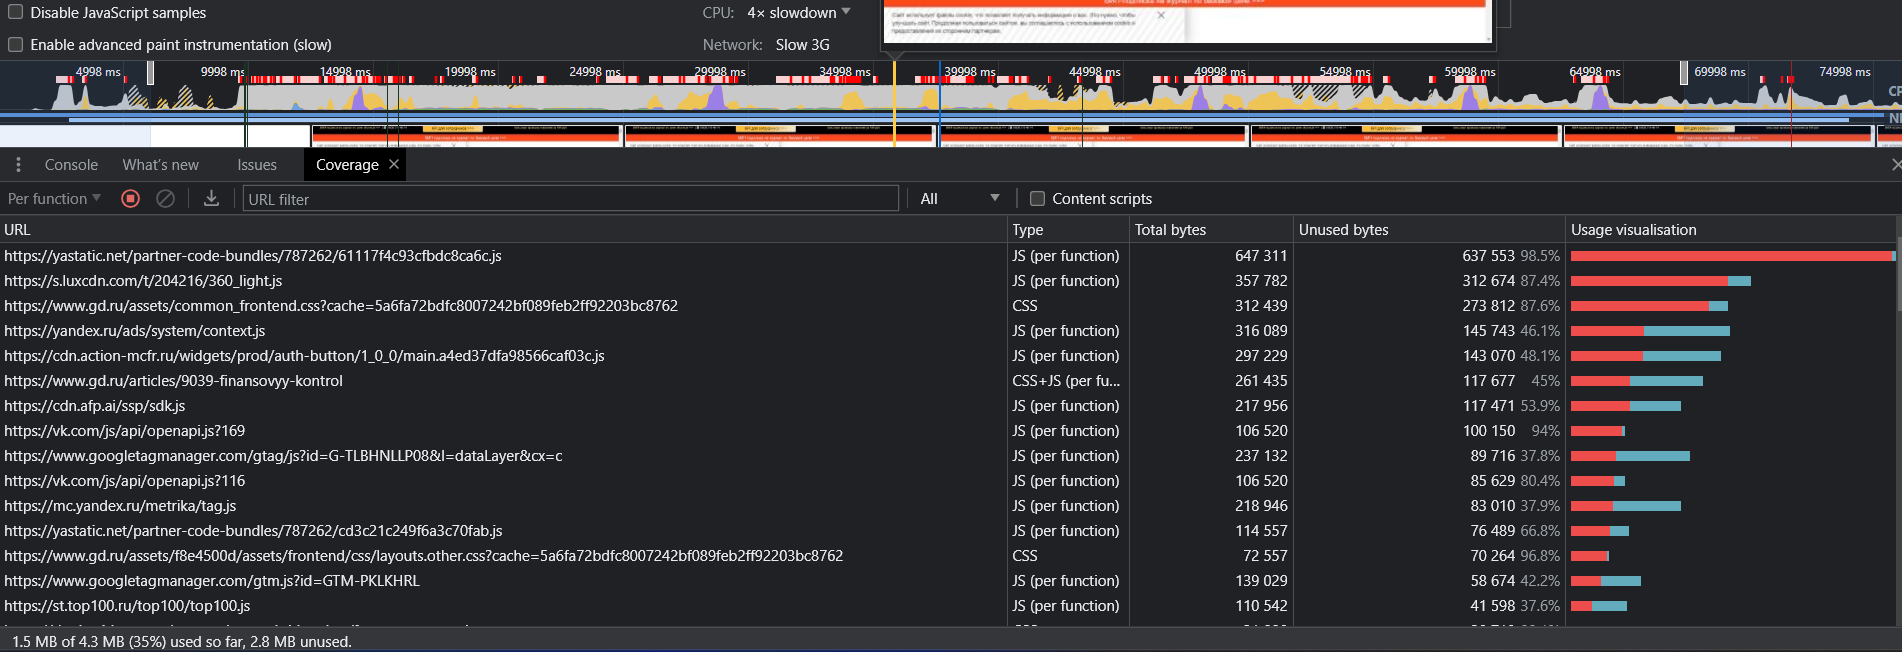 Disable JavaScript samples
CPU: 4× slowdown
Enable advanced paint instrumentation (slow)
Network: Slow 3G
4998 ms 9998 ms 14998 ms 19998 ms 24998 ms 29998 ms 34998 ms 39998 ms 44998 ms 49998 ms 54998 ms 59998 ms 64998 ms 69998 ms 74998 ms
Console What's new Issues Coverage
Per function URL filter All Content scripts
URL Type Total bytes Unused bytes Usage visualisation
https://yastatic.net/partner-code-bundles/787262/61117f4c93cfbdc8ca6c.js JS (per function) 647 311 637 553 98.5%
https://s.luxcdn.com/t/204216/360_light.js JS (per function) 357 782 312 674 87.4%
https://www.gd.ru/assets/common_frontend.css?cache=5a6fa72bdfc8007242bf089feb2ff92203bc8762 CSS 312 439 273 812 87.6%
https://yandex.ru/ads/system/context.js JS (per function) 316 089 145 743 46.1%
https://cdn.action-mcfr.ru/widgets/prod/auth-button/1_0_0/main.a4ed37dfa98566caf03c.js JS (per function) 297 229 143 070 48.1%
https://www.gd.ru/articles/9039-finansovyy-kontrol CSS+JS (per fu... 261 435 117 677 45%
https://cdn.afp.ai/ssp/sdk.js JS (per function) 217 956 117 471 53.9%
https://vk.com/js/api/openapi.js?169 JS (per function) 106 520 100 150 94%
https://www.googletagmanager.com/gtag/js?id=G-TLBHNLLP08&l=dataLayer&cx=c JS (per function) 237 132 89 716 37.8%
https://vk.com/js/api/openapi.js?116 JS (per function) 106 520 85 629 80.4%
https://mc.yandex.ru/metrika/tag.js JS (per function) 218 946 83 010 37.9%
https://yastatic.net/partner-code-bundles/787262/cd3c21c249f6a3c70fab.js JS (per function) 114 557 76 489 66.8%
https://www.gd.ru/assets/f8e4500d/assets/frontend/css/layouts.other.css?cache=5a6fa72bdfc8007242bf089feb2ff92203bc8762 CSS 72 557 70 264 96.8%
https://www.googletagmanager.com/gtm.js?id=GTM-PKLKHRL JS (per function) 139 029 58 674 42.2%
https://st.top100.ru/top100/top100.js JS (per function) 110 542 41 598 37.6%
1.5 MB of 4.3 MB (35%) used so far, 2.8 MB unused.